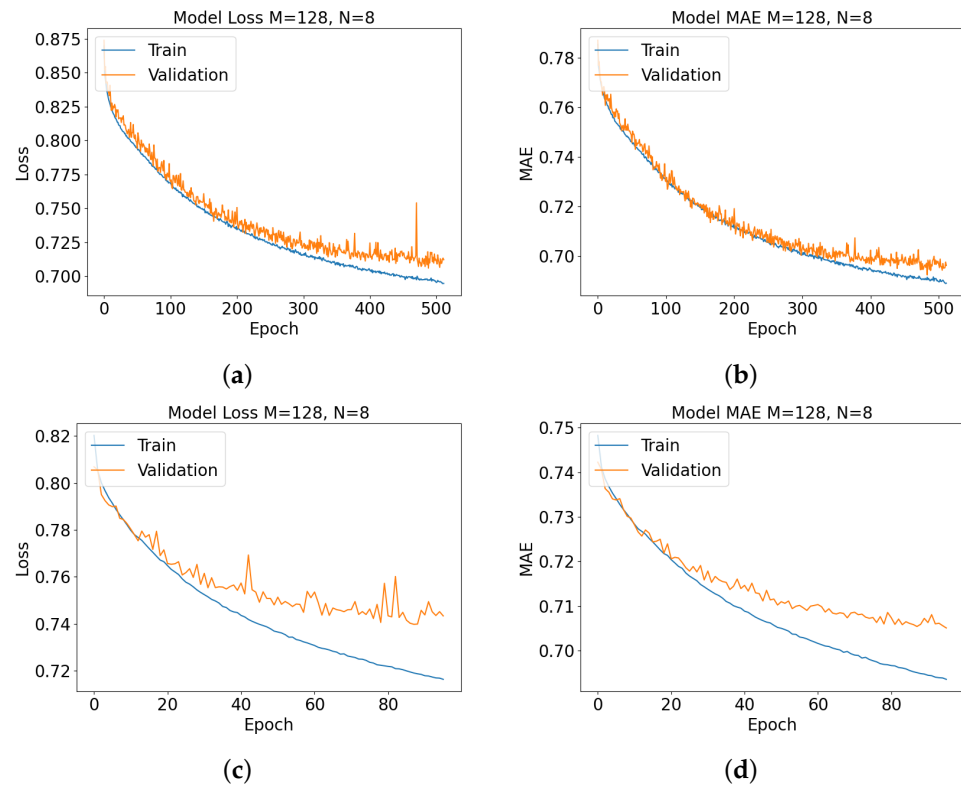 Model Loss M=128, N=8
0.875
0.850
0.825
0.800
0.775
0.750
0.725
0.700
Loss
Train
Validation
0 100 200 300 400 500
Epoch
(a)
Model MAE M=128, N=8
0.78
0.76
0.74
0.72
0.70
MAE
Train
Validation
0 100 200 300 400 500
Epoch
(b)
Model Loss M=128, N=8
0.82
0.80
0.78
0.76
0.74
0.72
Loss
Train
Validation
0 20 40 60 80
Epoch
(c)
Model MAE M=128, N=8
0.75
0.74
0.73
0.72
0.71
0.70
MAE
Train
Validation
0 20 40 60 80
Epoch
(d)